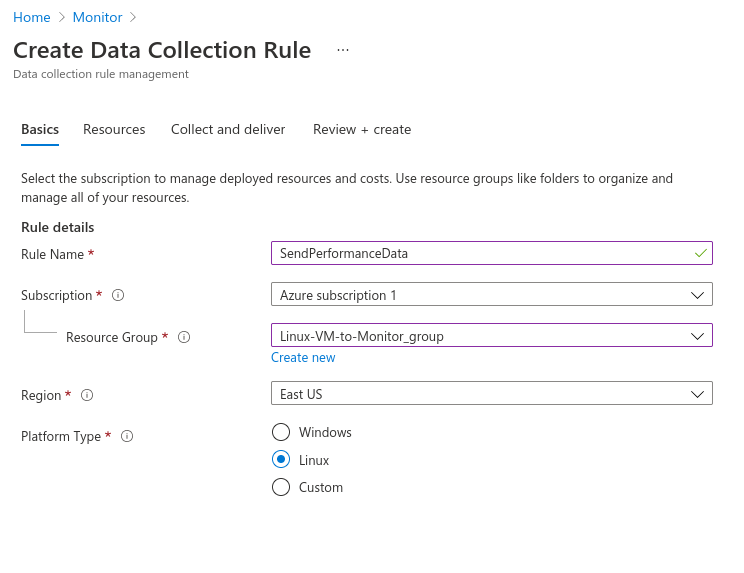 Home > Monitor >
Create Data Collection Rule ...
Data collection rule management
Basics Resources Collect and deliver Review + create
Select the subscription to manage deployed resources and costs. Use resource groups like folders to organize and
manage all of your resources.
Rule details
Rule Name * SendPerformanceData
Subscription * Azure subscription 1
Resource Group * Linux-VM-to-Monitor_group
Create new
Region * East US
Platform Type * Windows
Linux
Custom